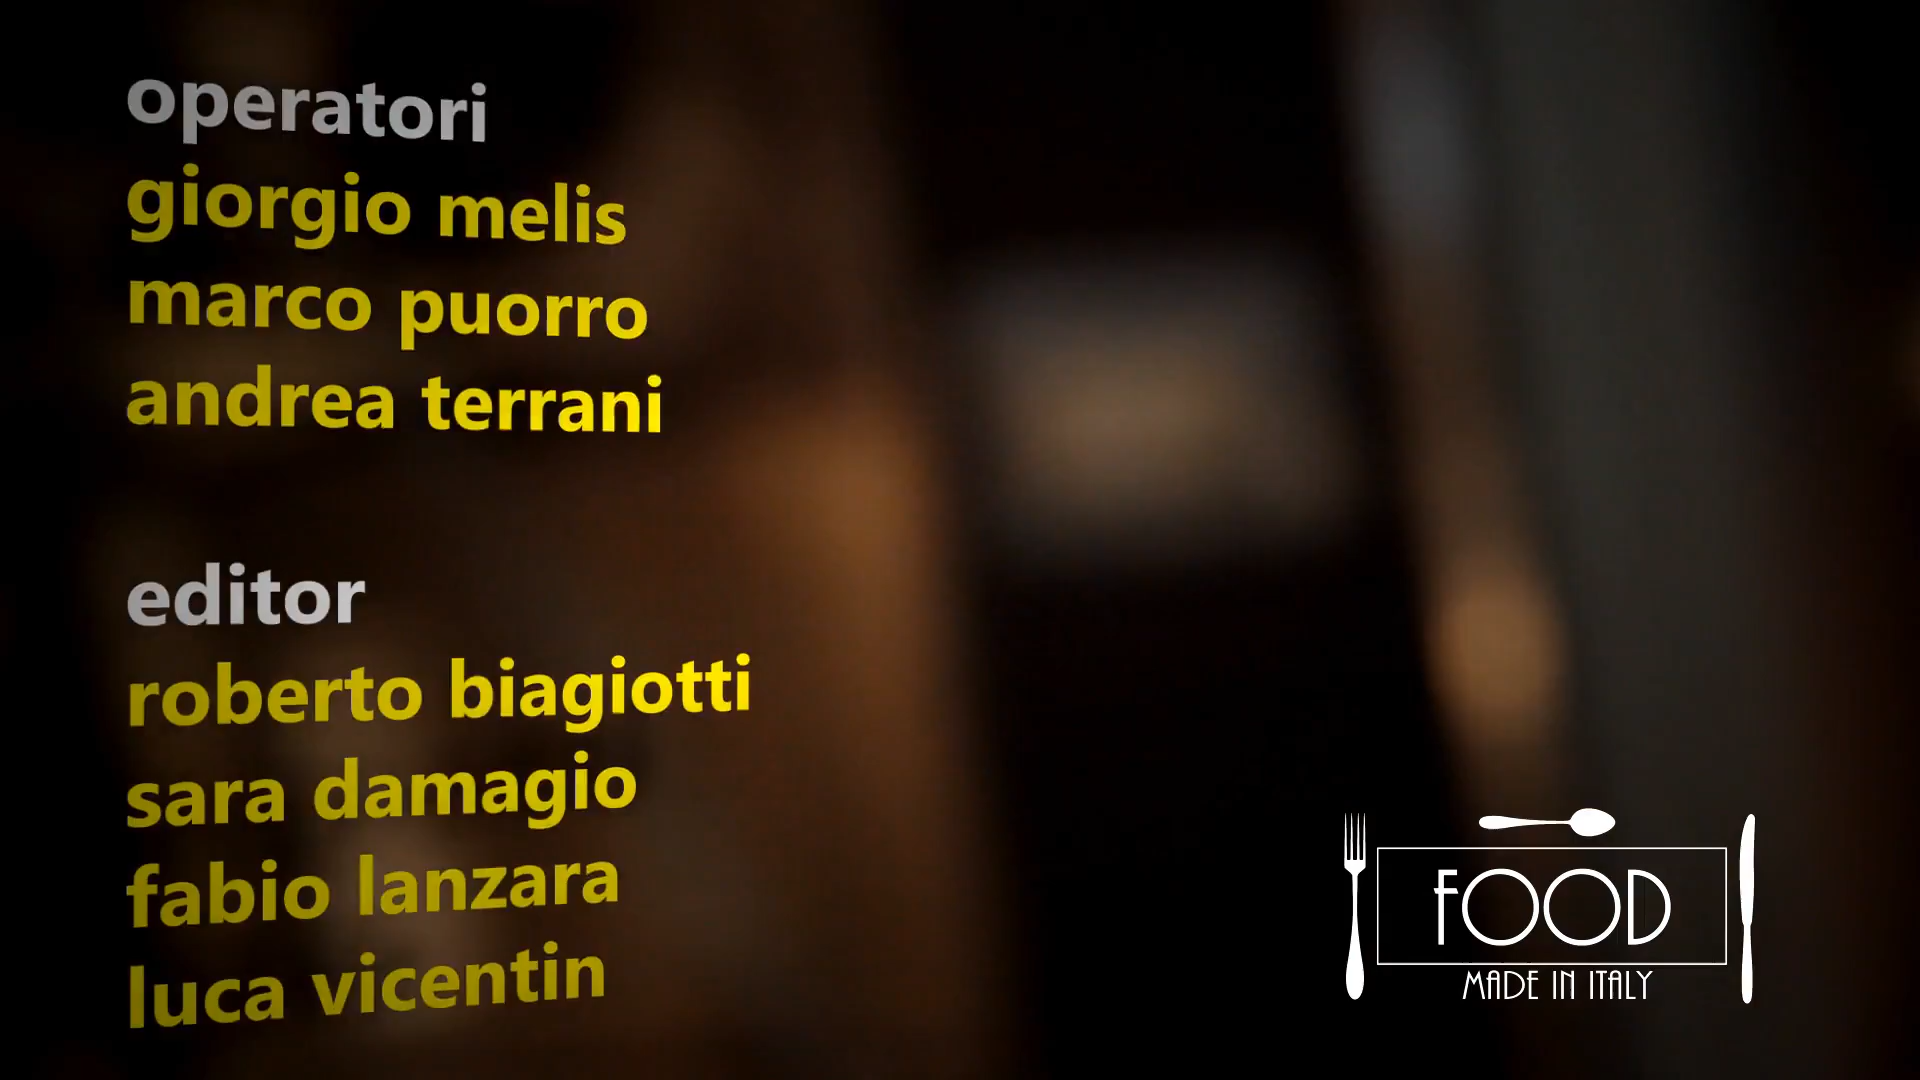 operatori
giorgio melis
marco puorro
andrea terrani
editor
roberto biagiotti
sara damagio
fabio lanzara
luca vicentin
FOOD
MADE IN ITALY